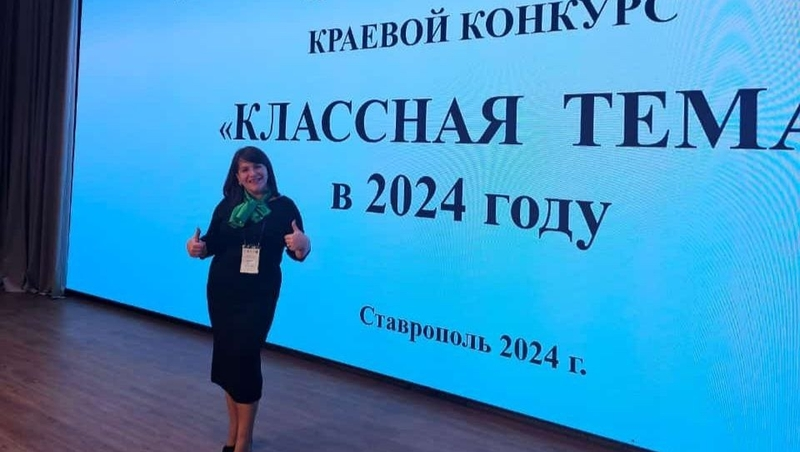 КРАЕВОЙ КОНКУРС
«КЛАССНАЯ ТЕМА
в 2024 году
Ставрополь 2024 г.